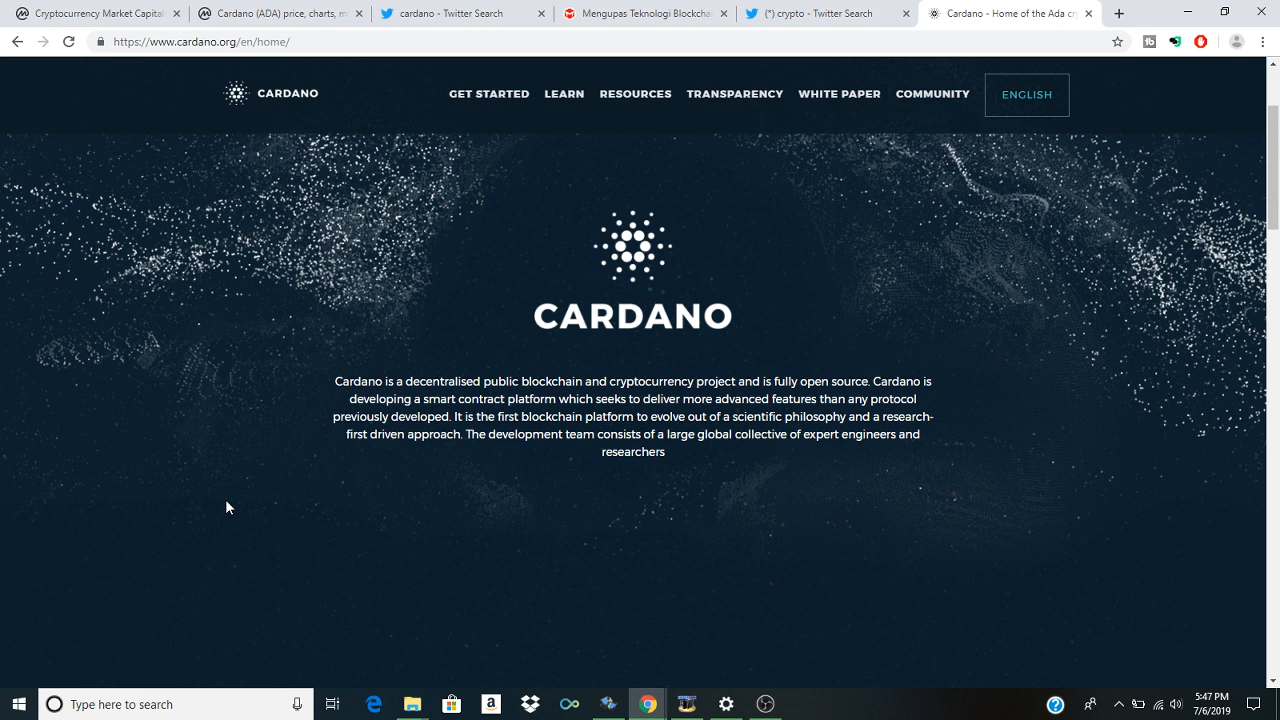 Cryptocurrency Market Capitali
Cardano (ADA) price, charts, m
cardano - Twitter Search
Mengupas Teknologi Blockchai
(*) crypto - Twitter Search
Cardano - Home of the Ada cry
https://www.cardano.org/en/home/
CARDANO
GET STARTED
LEARN
RESOURCES
TRANSPARENCY
WHITE PAPER
COMMUNITY
ENGLISH
CARDANO
Cardano is a decentralised public blockchain and cryptocurrency project and is fully open source. Cardano is
developing a smart contract platform which seeks to deliver more advanced features than any protocol
previously developed. It is the first blockchain platform to evolve out of a scientific philosophy and a research-
first driven approach. The development team consists of a large global collective of expert engineers and
researchers
Type here to search
5:47 PM
7/6/2019